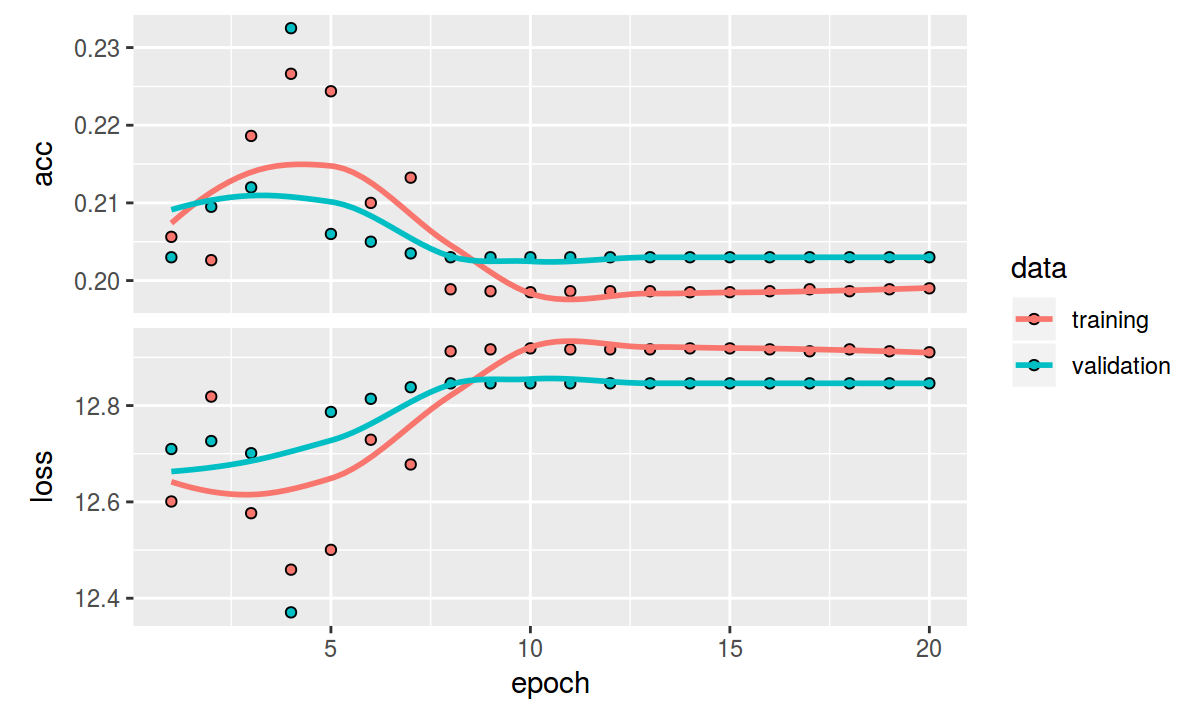 acc
0.23
0.22
0.21
0.20
loss
12.8
12.6
12.4
5 10 15 20
epoch
data
training
validation